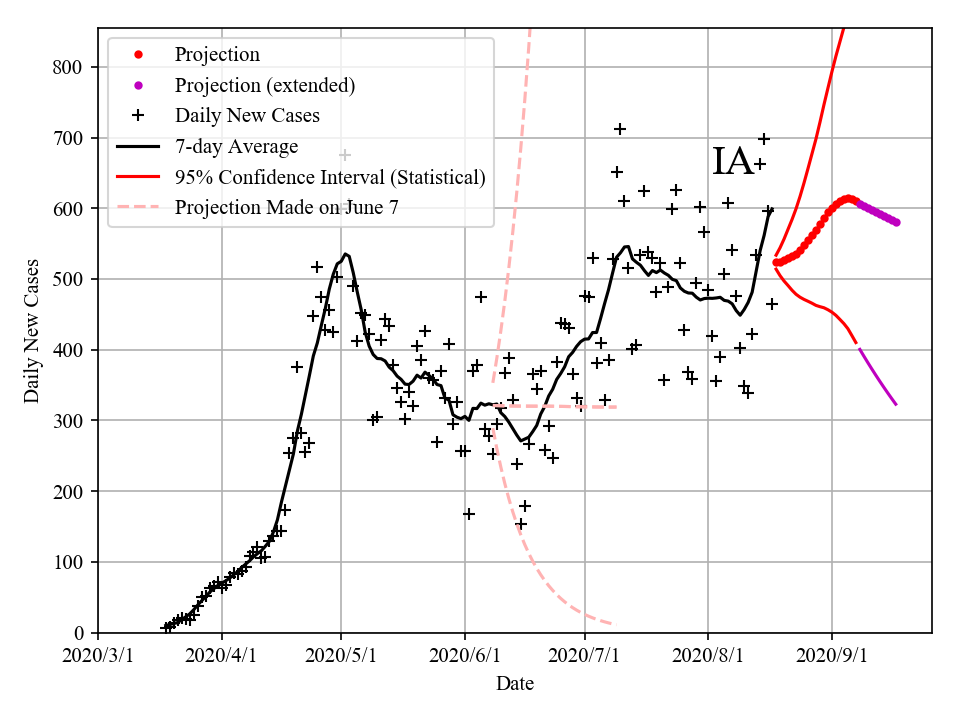 Projection
Projection (extended)
Daily New Cases
7-day Average
95% Confidence Interval (Statistical)
Projection Made on June 7
IA
Daily New Cases
800
700
600
500
400
300
200
100
0
2020/3/1 2020/4/1 2020/5/1 2020/6/1 2020/7/1 2020/8/1 2020/9/1
Date